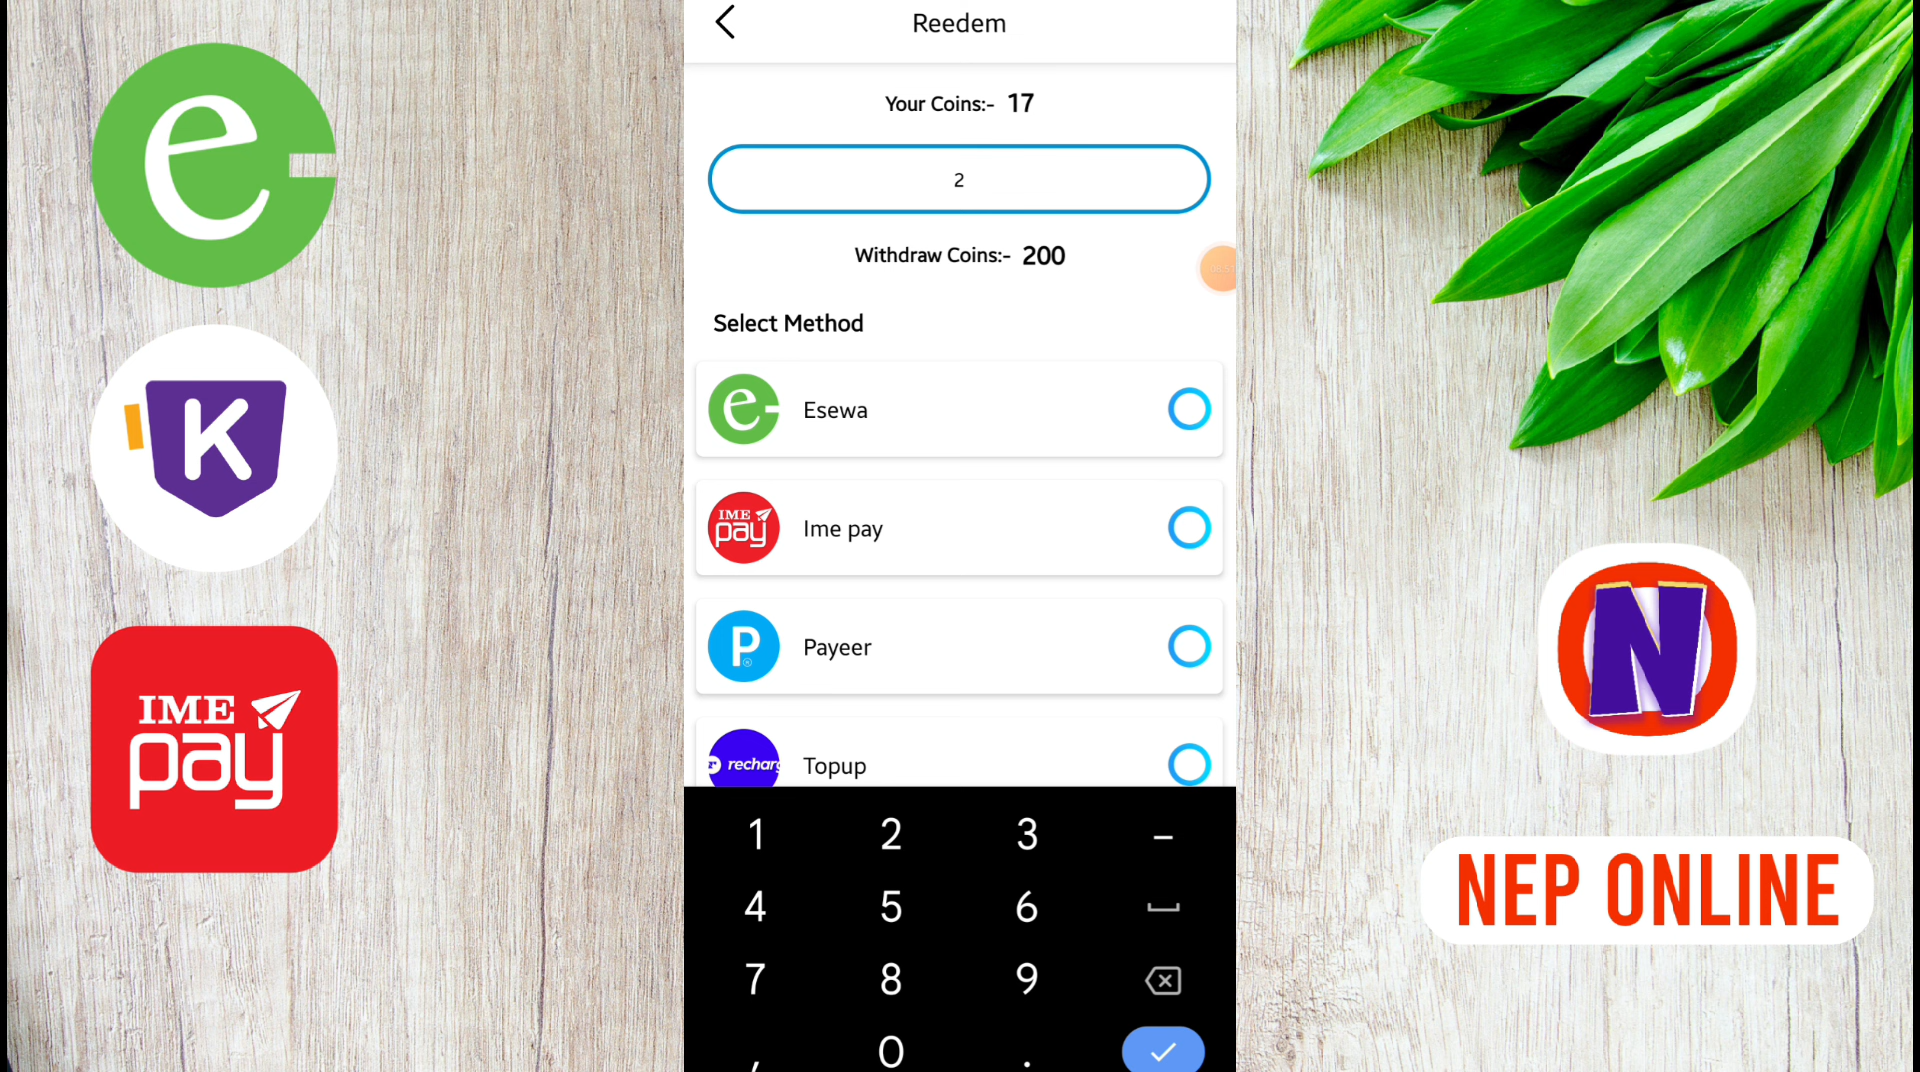 Reedem
Your Coins:- 17
2
Withdraw Coins:- 200
Select Method
e
Esewa
IME
pay
Ime pay
P
Payeer
Topup
1 2 3 –
4 5 6
7 8 9
, 0 .
e
K
IME
pay
N
NEP ONLINE